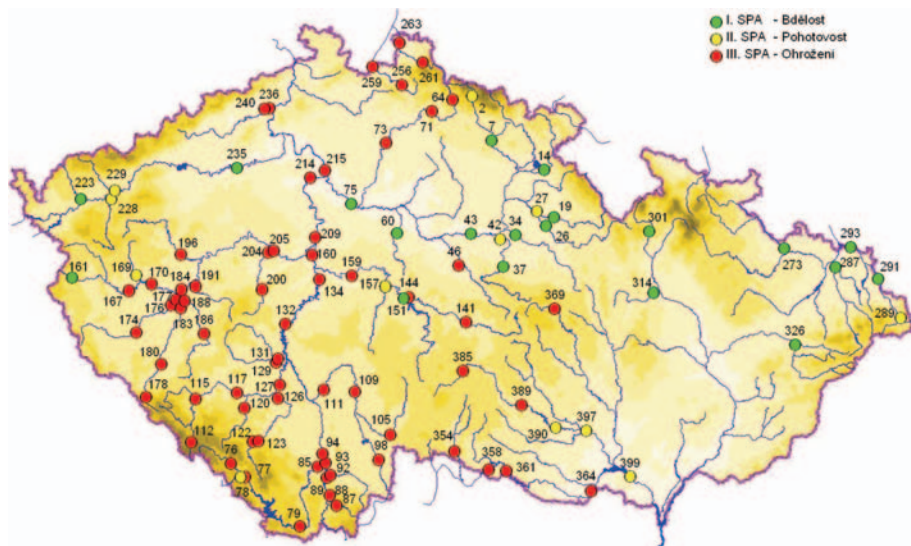 263
I. SPA - Bdělost
II. SPA - Pohotovost
III. SPA - Ohrožení
259 256 261
240 236 64 2
71
73 7
235 214 215 14
223 229 75
228 27 19
60 43 42 34 26 301 293
196 209 273 287
204 205 160 46 37
161 169 170 184 191 159 291
167 177 200 134 157 144 314
176 188 151 369 289
183 132 141
174 186 326
180 131 385
129
178 115 117 127 109 389
120 126 111 397
390
112 122 123 105
94 354 358
76 85 93 98 361 399
77 92 364
78 89 88
87
79